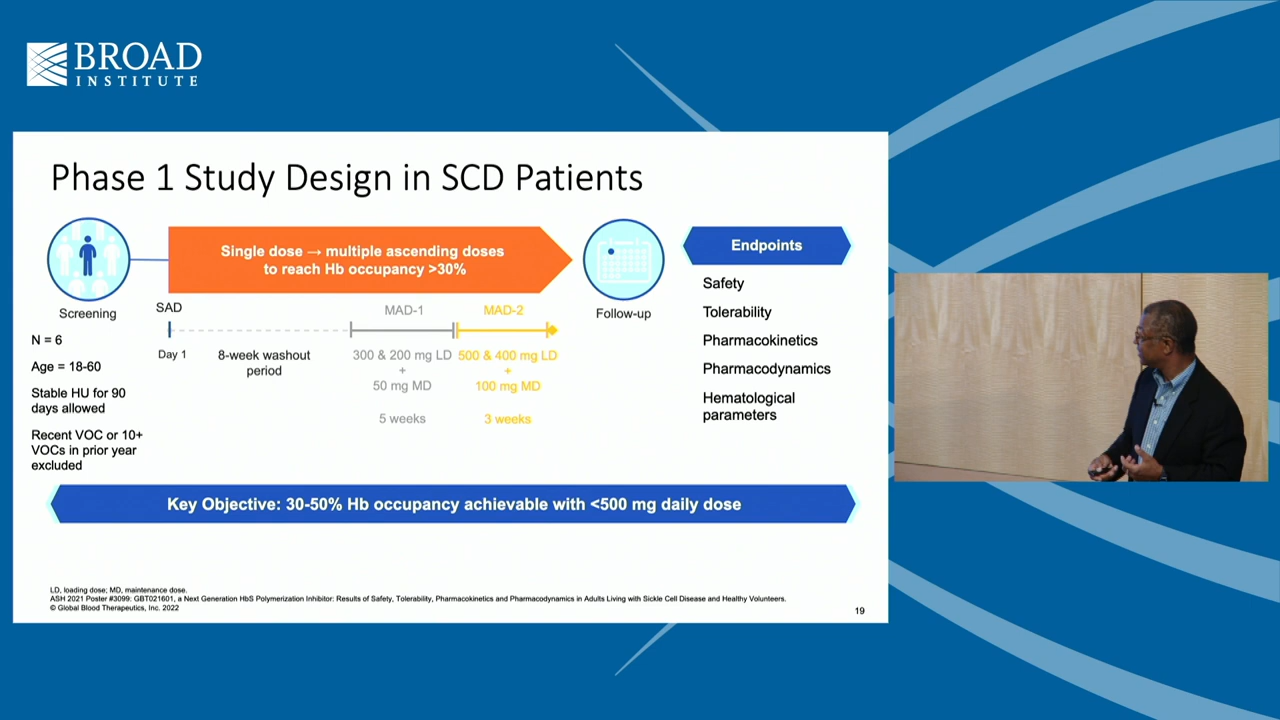 BROAD
INSTITUTE
Phase 1 Study Design in SCD Patients
Single dose → multiple ascending doses
to reach Hb occupancy >30%
Endpoints
Screening
SAD
MAD-1
MAD-2
Follow-up
Safety
Tolerability
Pharmacokinetics
Pharmacodynamics
Hematological
parameters
N = 6
Age = 18-60
Stable HU for 90
days allowed
Recent VOC or 10+
VOCs in prior year
excluded
Day 1
8-week washout
period
300 & 200 mg LD
+
50 mg MD
5 weeks
500 & 400 mg LD
+
100 mg MD
3 weeks
Key Objective: 30-50% Hb occupancy achievable with <500 mg daily dose
LD, loading dose; MD, maintenance dose.
ASH 2021 Poster #3099: GBT021601, a Next Generation HbS Polymerization Inhibitor: Results of Safety, Tolerability, Pharmacokinetics and Pharmacodynamics in Adults Living with Sickle Cell Disease and Healthy Volunteers.
© Global Blood Therapeutics, Inc. 2022
19